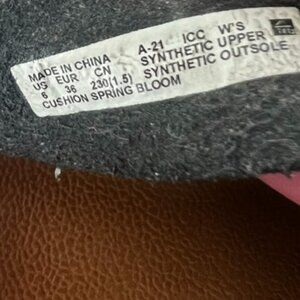 MADE IN CHINA A-21 ICC W'S
US EUR CN SYNTHETIC UPPER
6 36 230(1.5) SYNTHETIC OUTSOLE
CUSHION SPRING BLOOM